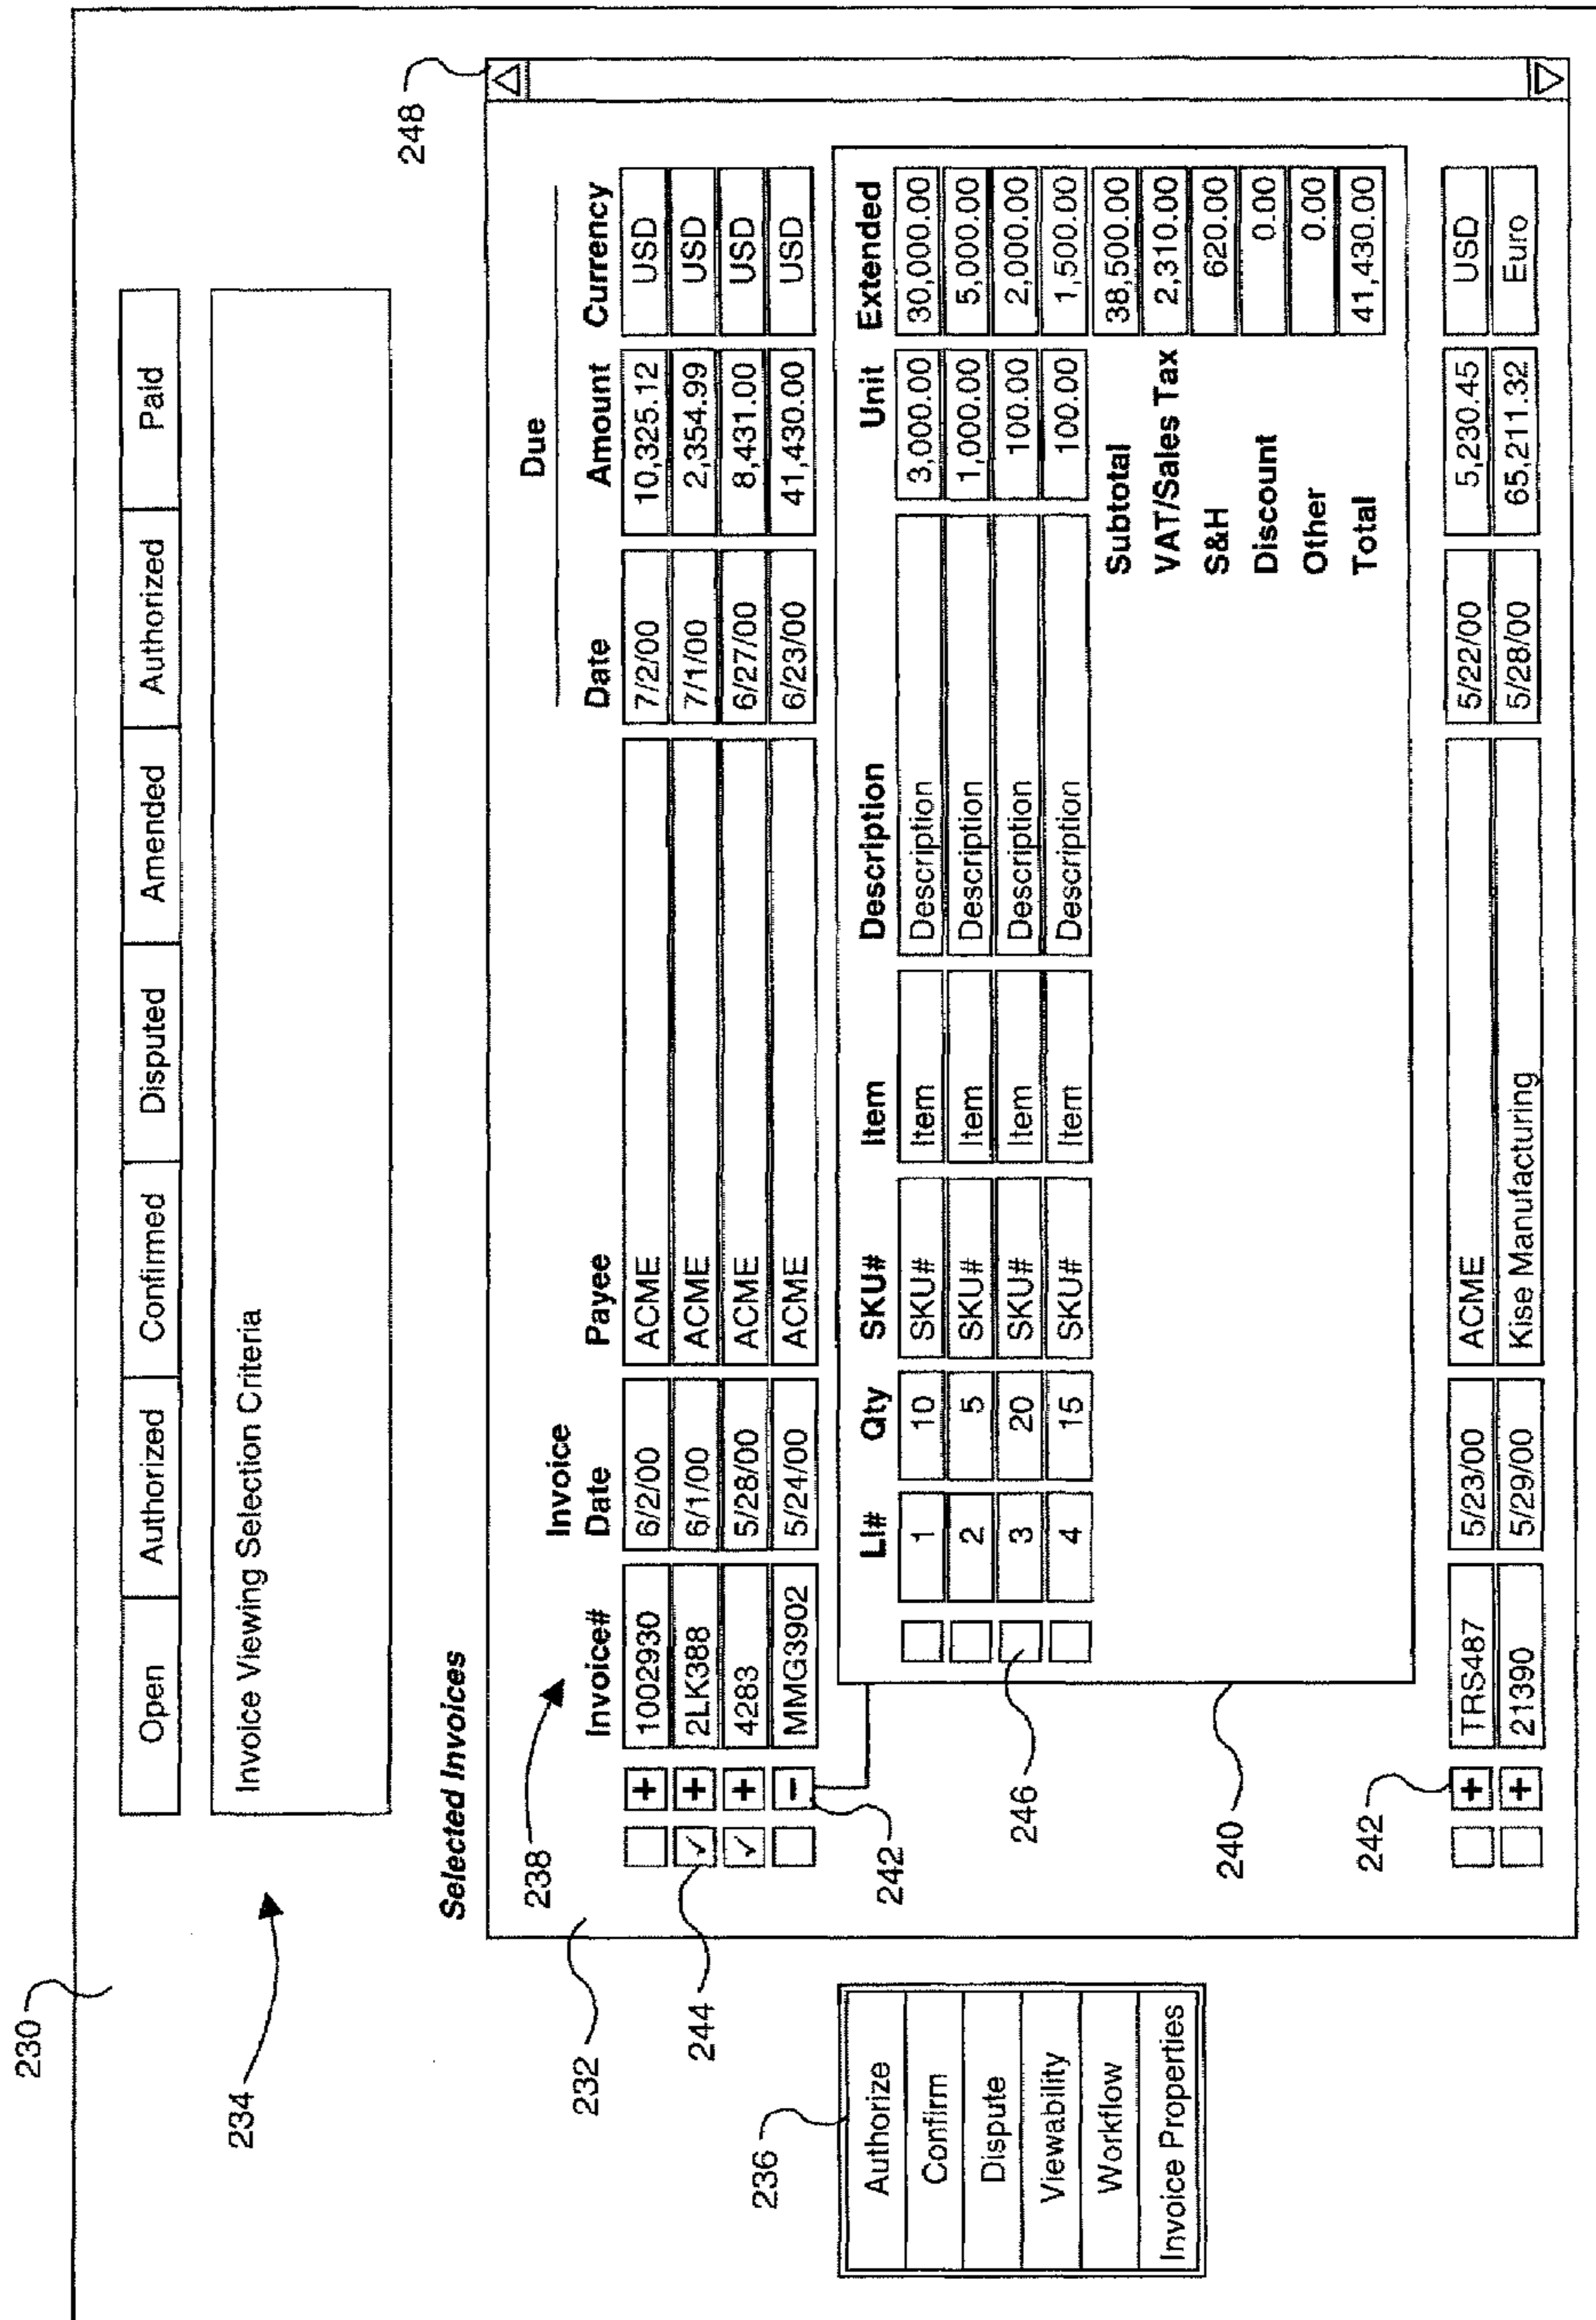 230
Open Authorized Confirmed Disputed Amended Authorized Paid
234
Invoice Viewing Selection Criteria
Selected Invoices
248
232
238
Due
Invoice
Invoice# Date Payee Date Amount Currency
+ 1002930 6/2/00 ACME 7/2/00 10,325.12 USD
244
✓ + 2LK388 6/1/00 ACME 7/1/00 2,354.99 USD
✓ + 4283 5/28/00 ACME 6/27/00 8,431.00 USD
− MMG3902 5/24/00 ACME 6/23/00 41,430.00 USD
236
Authorize
Confirm
Dispute
Viewability
Workflow
Invoice Properties
242
LI# Qty SKU# Item Description Unit Extended
1 10 SKU# Item Description 3,000.00 30,000.00
2 5 SKU# Item Description 1,000.00 5,000.00
3 20 SKU# Item Description 100.00 2,000.00
4 15 SKU# Item Description 100.00 1,500.00
246
Subtotal 38,500.00
VAT/Sales Tax 2,310.00
S&H 620.00
Discount 0.00
Other 0.00
Total 41,430.00
240
242
+ TRS487 5/23/00 ACME 5/22/00 5,230.45 USD
+ 21390 5/29/00 Kise Manufacturing 5/28/00 65,211.32 Euro